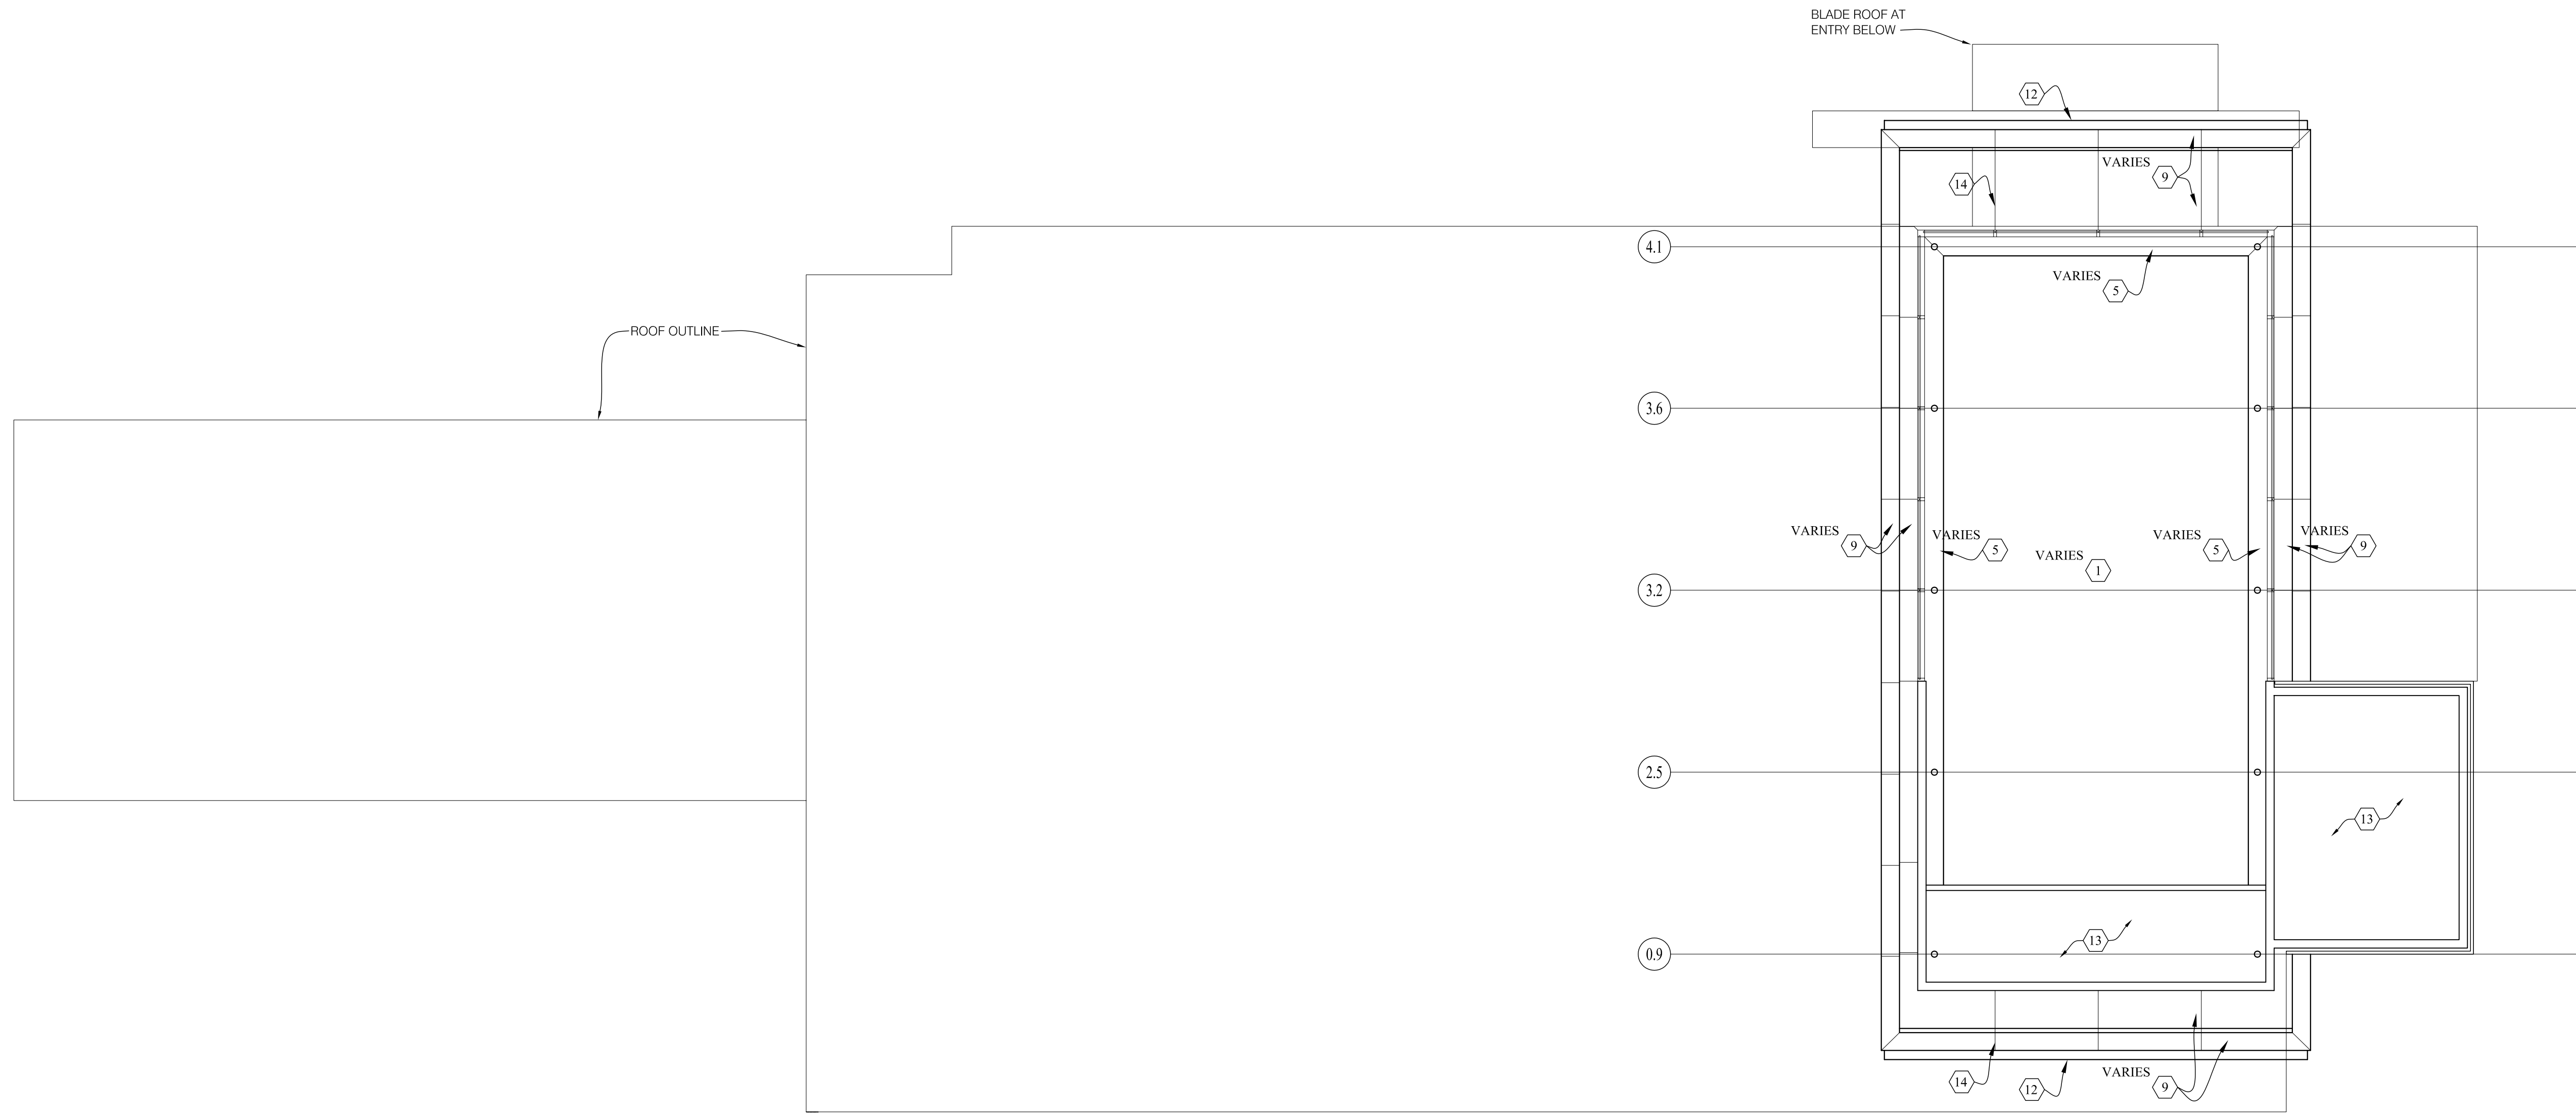 BLADE ROOF AT
ENTRY BELOW
12
VARIES
9
14
4.1
VARIES
5
ROOF OUTLINE
3.6
VARIES
9
VARIES
5
VARIES
1
VARIES
5
VARIES
9
3.2
2.5
13
13
0.9
14
12
VARIES
9